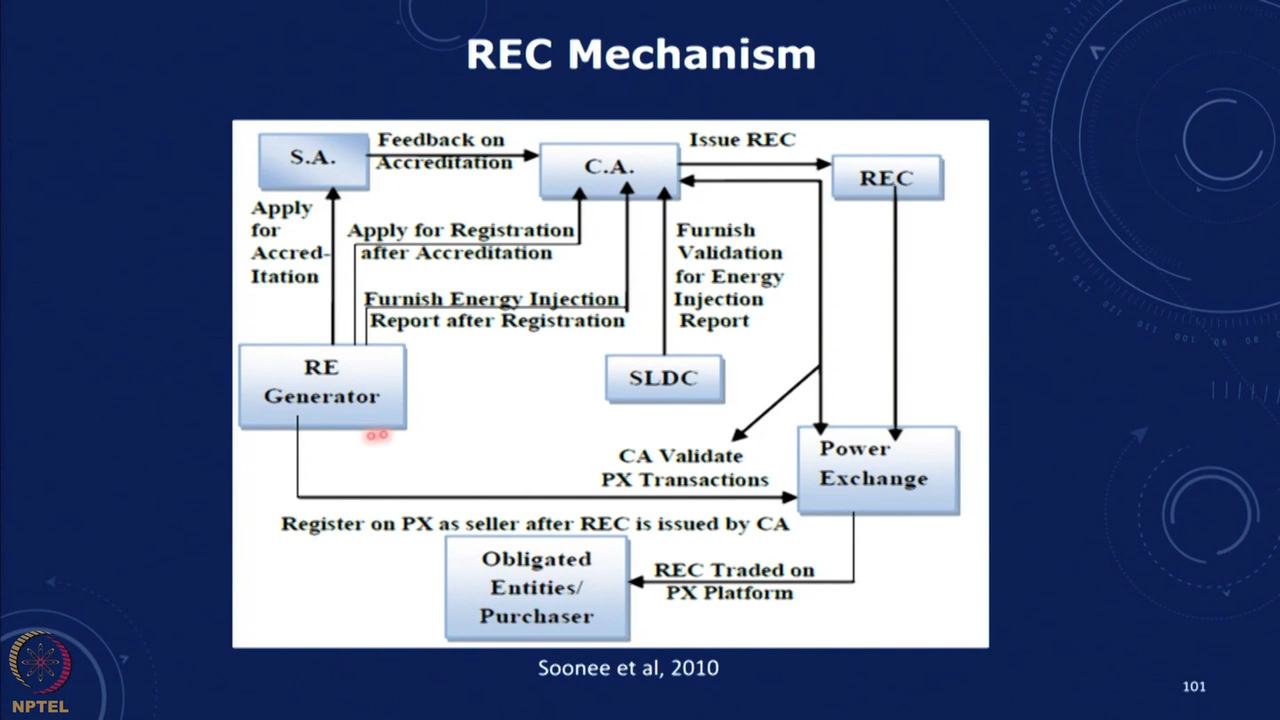 REC Mechanism
S.A.
Feedback on
Accreditation
C.A.
Issue REC
REC
Apply
for
Accred-
Itation
Apply for Registration
after Accreditation
Furnish Energy Injection
Report after Registration
Furnish
Validation
for Energy
Injection
Report
RE
Generator
SLDC
CA Validate
PX Transactions
Power
Exchange
Register on PX as seller after REC is issued by CA
Obligated
Entities/
Purchaser
REC Traded on
PX Platform
Soonee et al, 2010
101
NPTEL